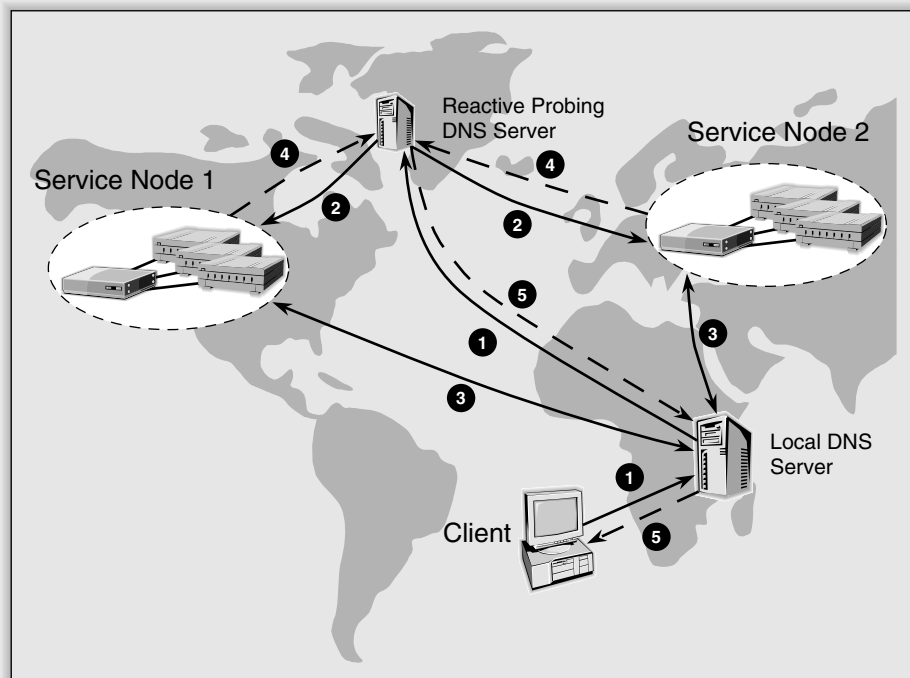 Reactive Probing
DNS Server
Service Node 2
4
4
Service Node 1
2
2
5
1
3
3
Local DNS
Server
1
Client
5